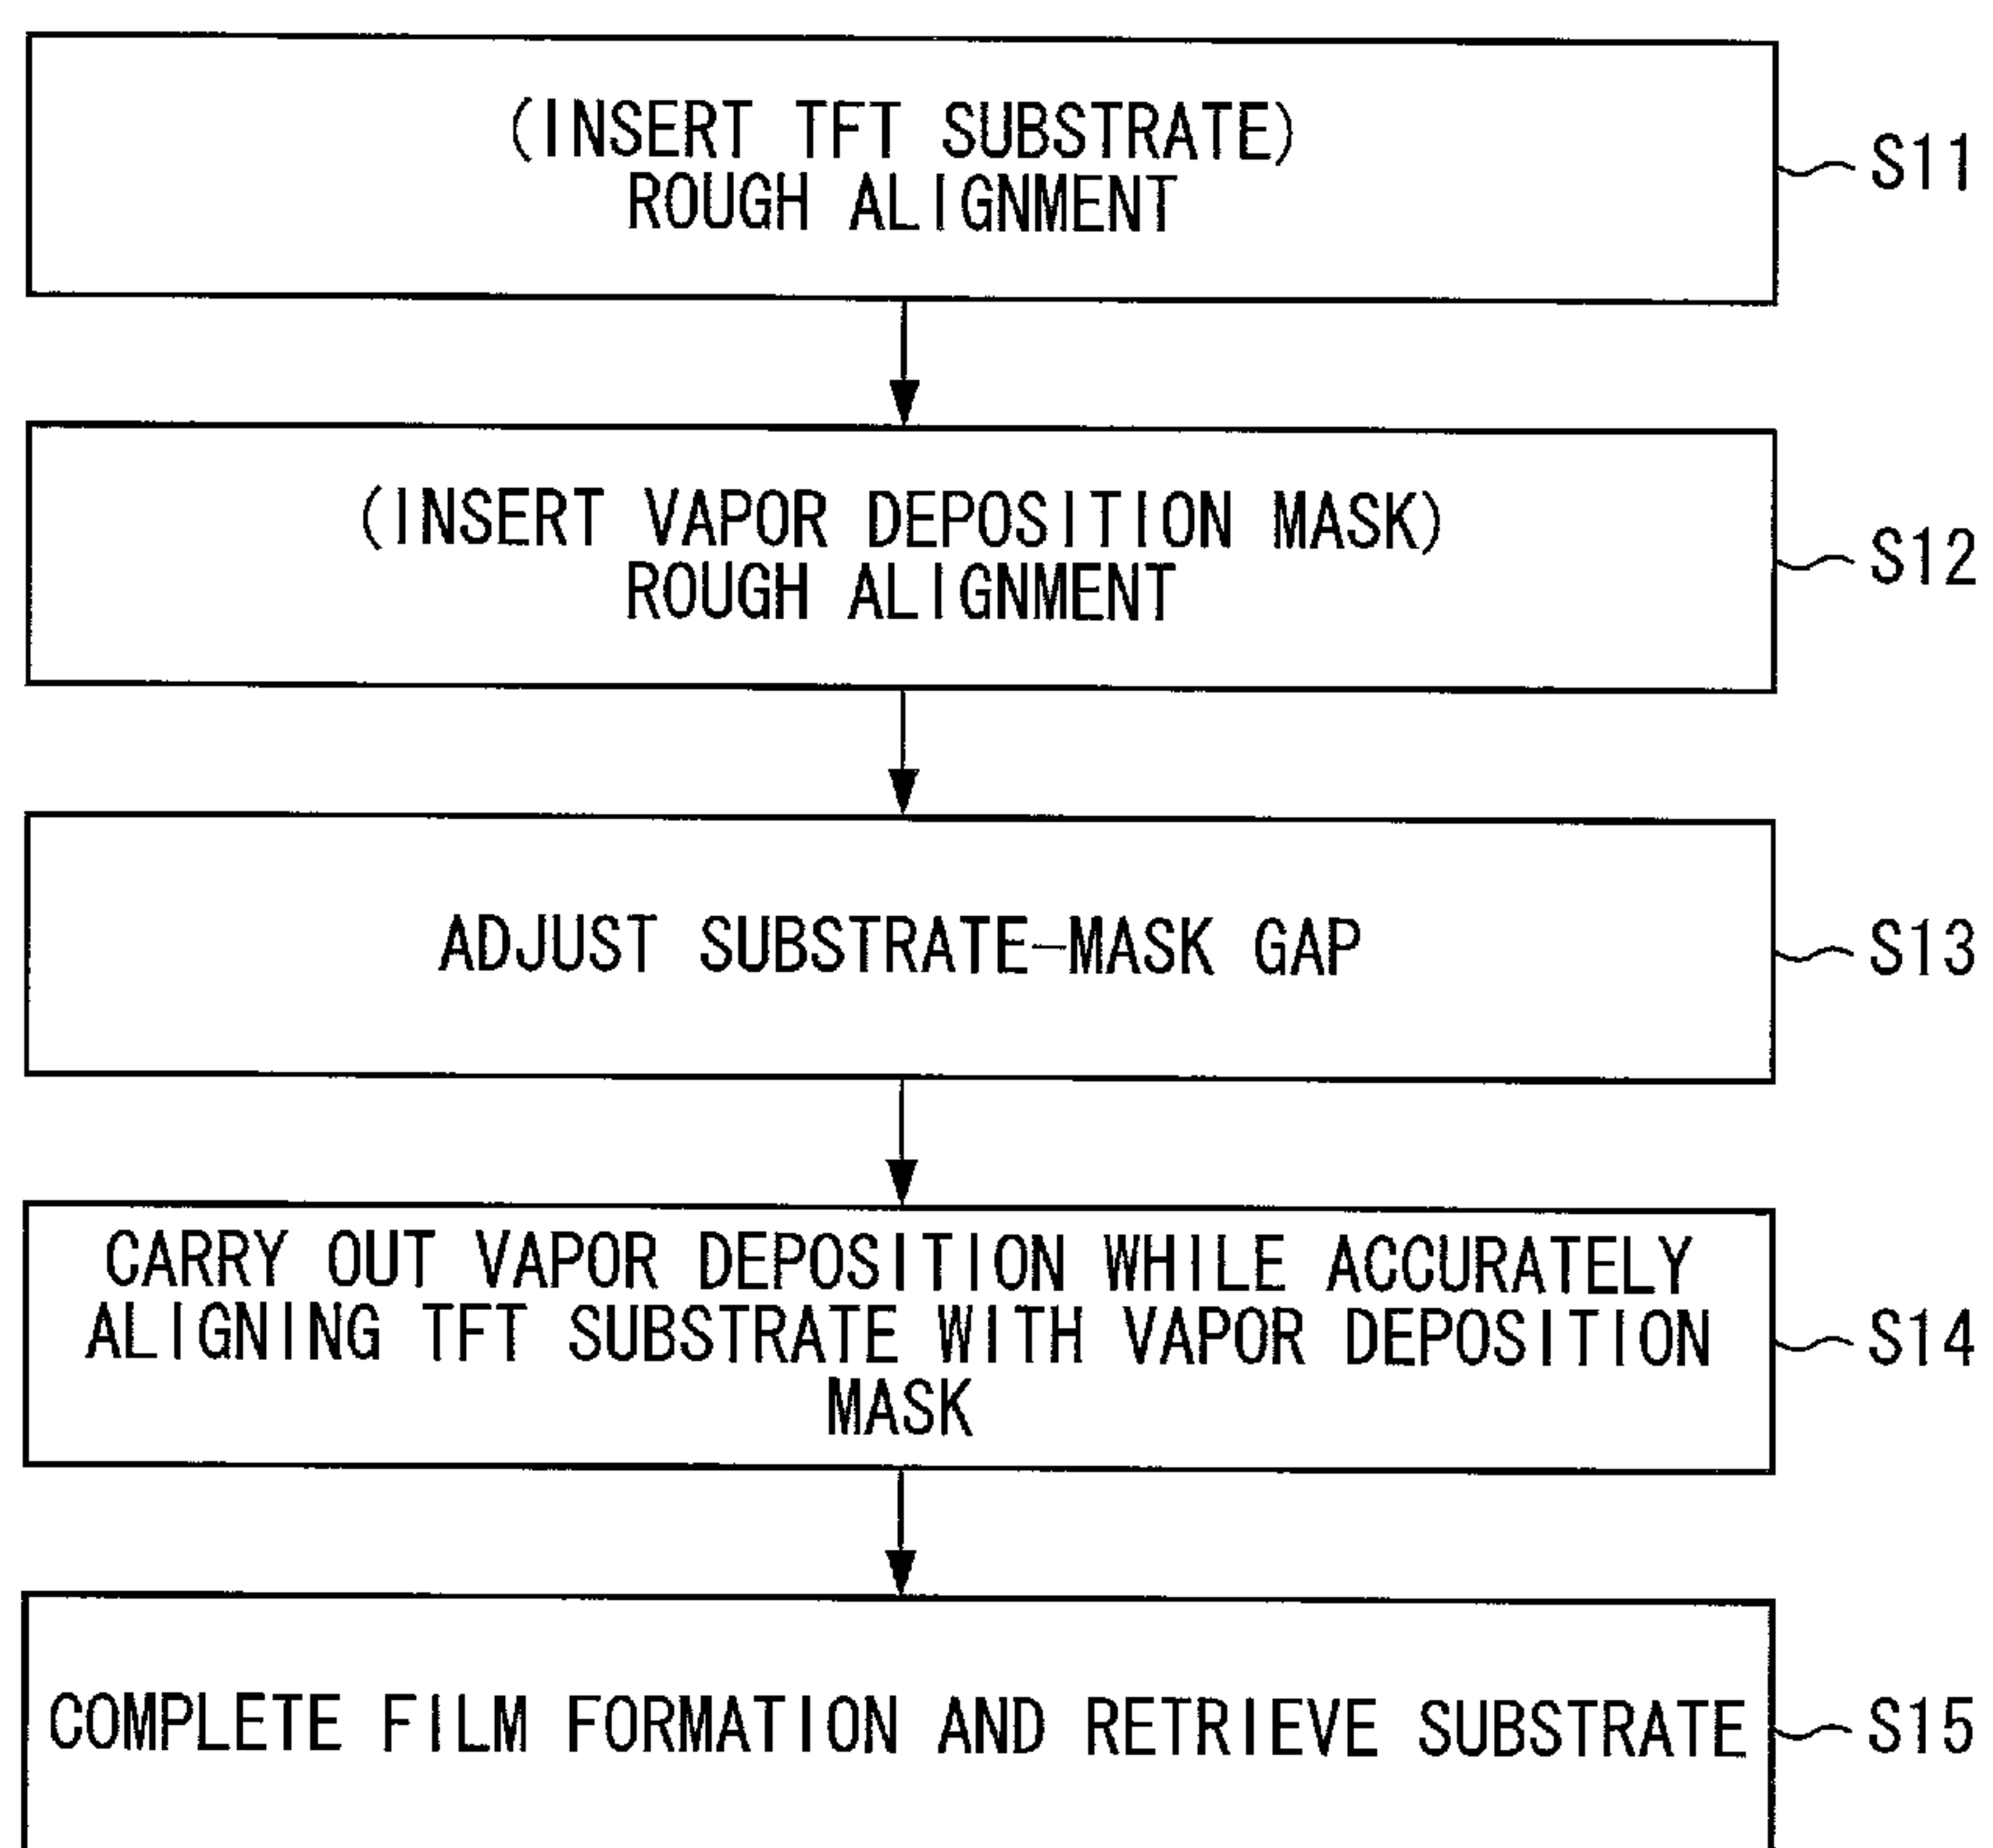 (INSERT TFT SUBSTRATE)
ROUGH ALIGNMENT
S11
(INSERT VAPOR DEPOSITION MASK)
ROUGH ALIGNMENT
S12
ADJUST SUBSTRATE-MASK GAP
S13
CARRY OUT VAPOR DEPOSITION WHILE ACCURATELY
ALIGNING TFT SUBSTRATE WITH VAPOR DEPOSITION
MASK
S14
COMPLETE FILM FORMATION AND RETRIEVE SUBSTRATE
S15